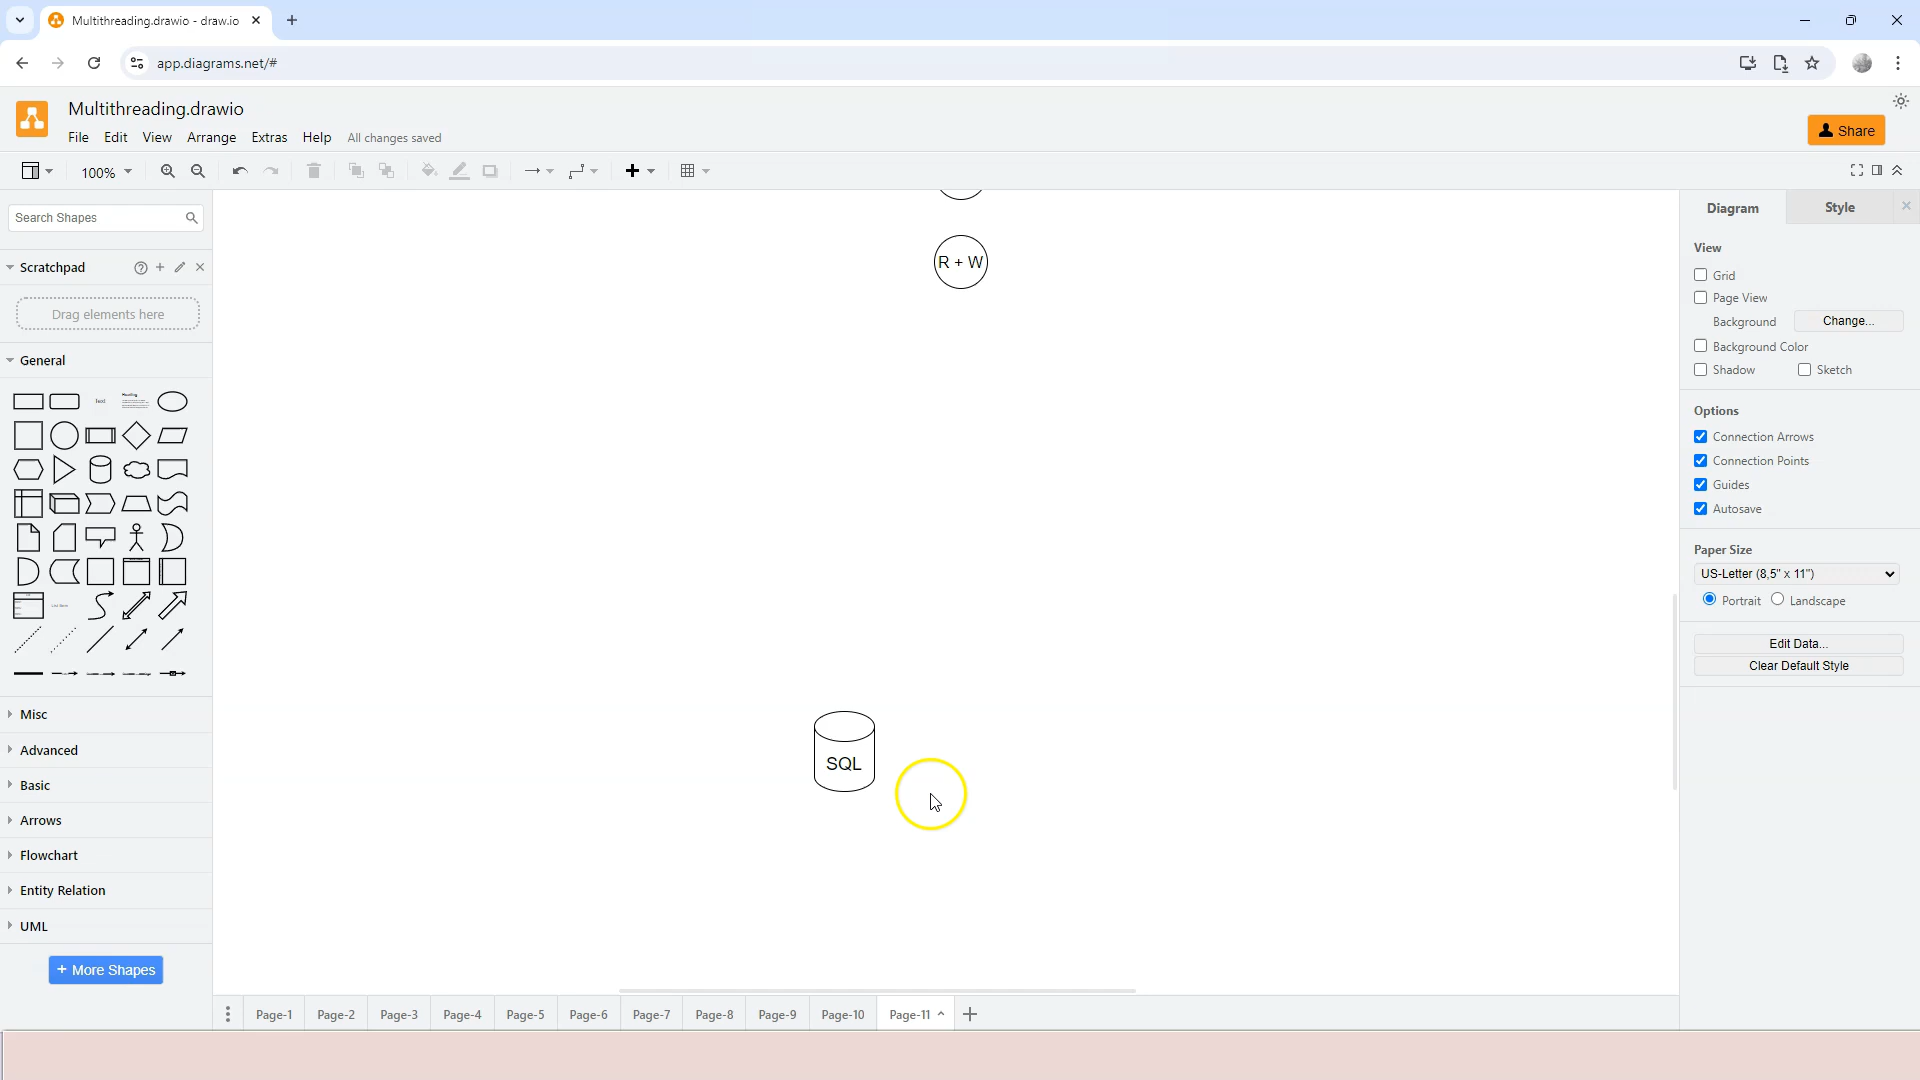 Multithreading.drawio - draw.io
app.diagrams.net/#
Multithreading.drawio
File Edit View Arrange Extras Help All changes saved
Share
100%
Search Shapes
Scratchpad
Drag elements here
General
Text
Heading
List Item
Misc
Advanced
Basic
Arrows
Flowchart
Entity Relation
UML
+ More Shapes
R + W
SQL
Page-1 Page-2 Page-3 Page-4 Page-5 Page-6 Page-7 Page-8 Page-9 Page-10 Page-11
Diagram Style
View
Grid
Page View
Background Change...
Background Color
Shadow Sketch
Options
Connection Arrows
Connection Points
Guides
Autosave
Paper Size
US-Letter (8,5" x 11")
Portrait Landscape
Edit Data...
Clear Default Style